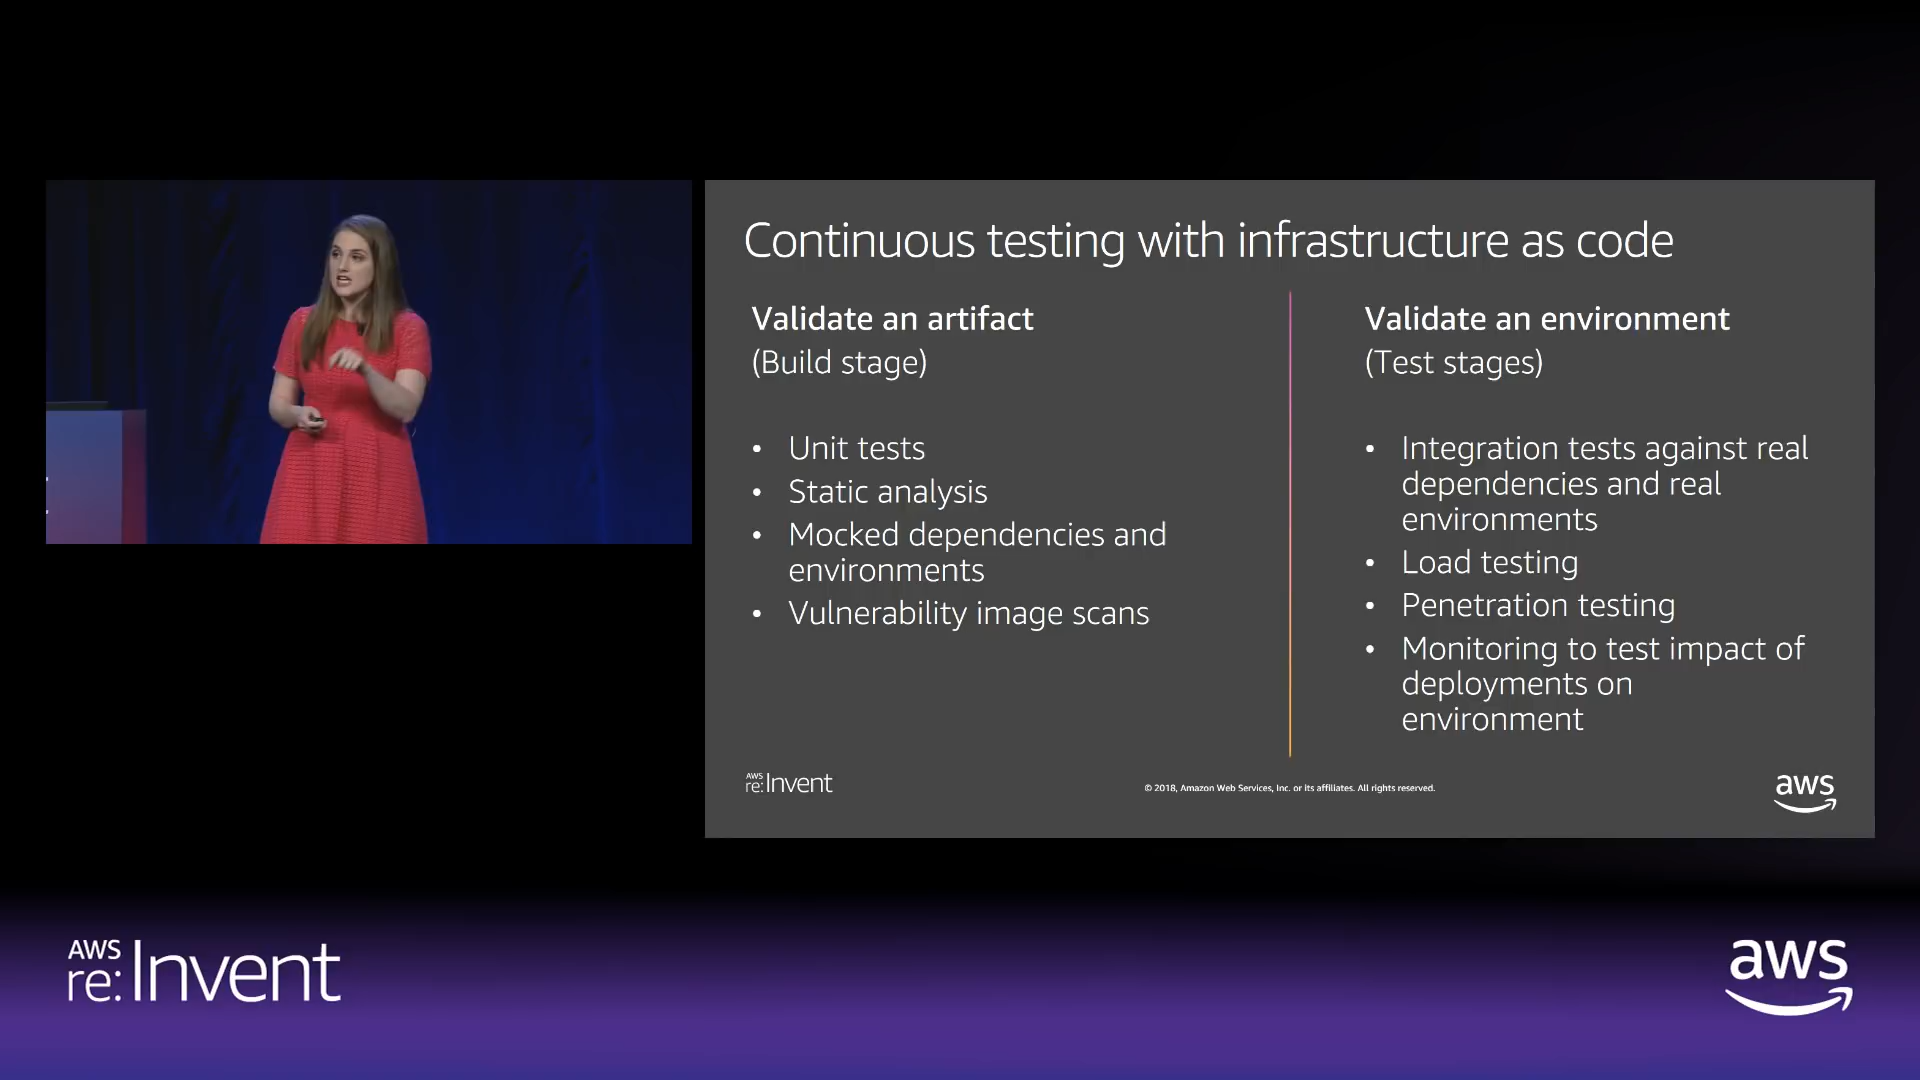 Continuous testing with infrastructure as code
Validate an artifact
(Build stage)
• Unit tests
• Static analysis
• Mocked dependencies and
environments
• Vulnerability image scans
Validate an environment
(Test stages)
• Integration tests against real
dependencies and real
environments
• Load testing
• Penetration testing
• Monitoring to test impact of
deployments on
environment
AWS
re:Invent
© 2018, Amazon Web Services, Inc. or its affiliates. All rights reserved.
aws
AWS
re:Invent
aws